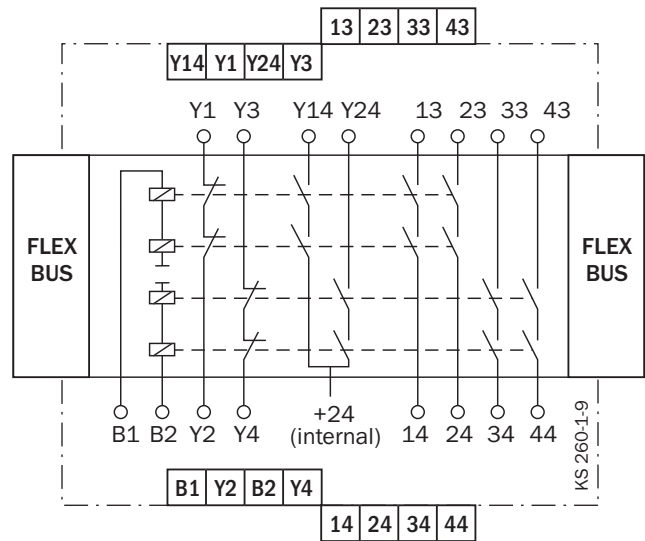 13 23 33 43
Y14 Y1 Y24 Y3
Y1 Y3 Y14 Y24 13 23 33 43
FLEX
BUS
FLEX
BUS
B1 B2 Y2 Y4
+24
(internal)
14 24 34 44
KS 260-1-9
B1 Y2 B2 Y4
14 24 34 44